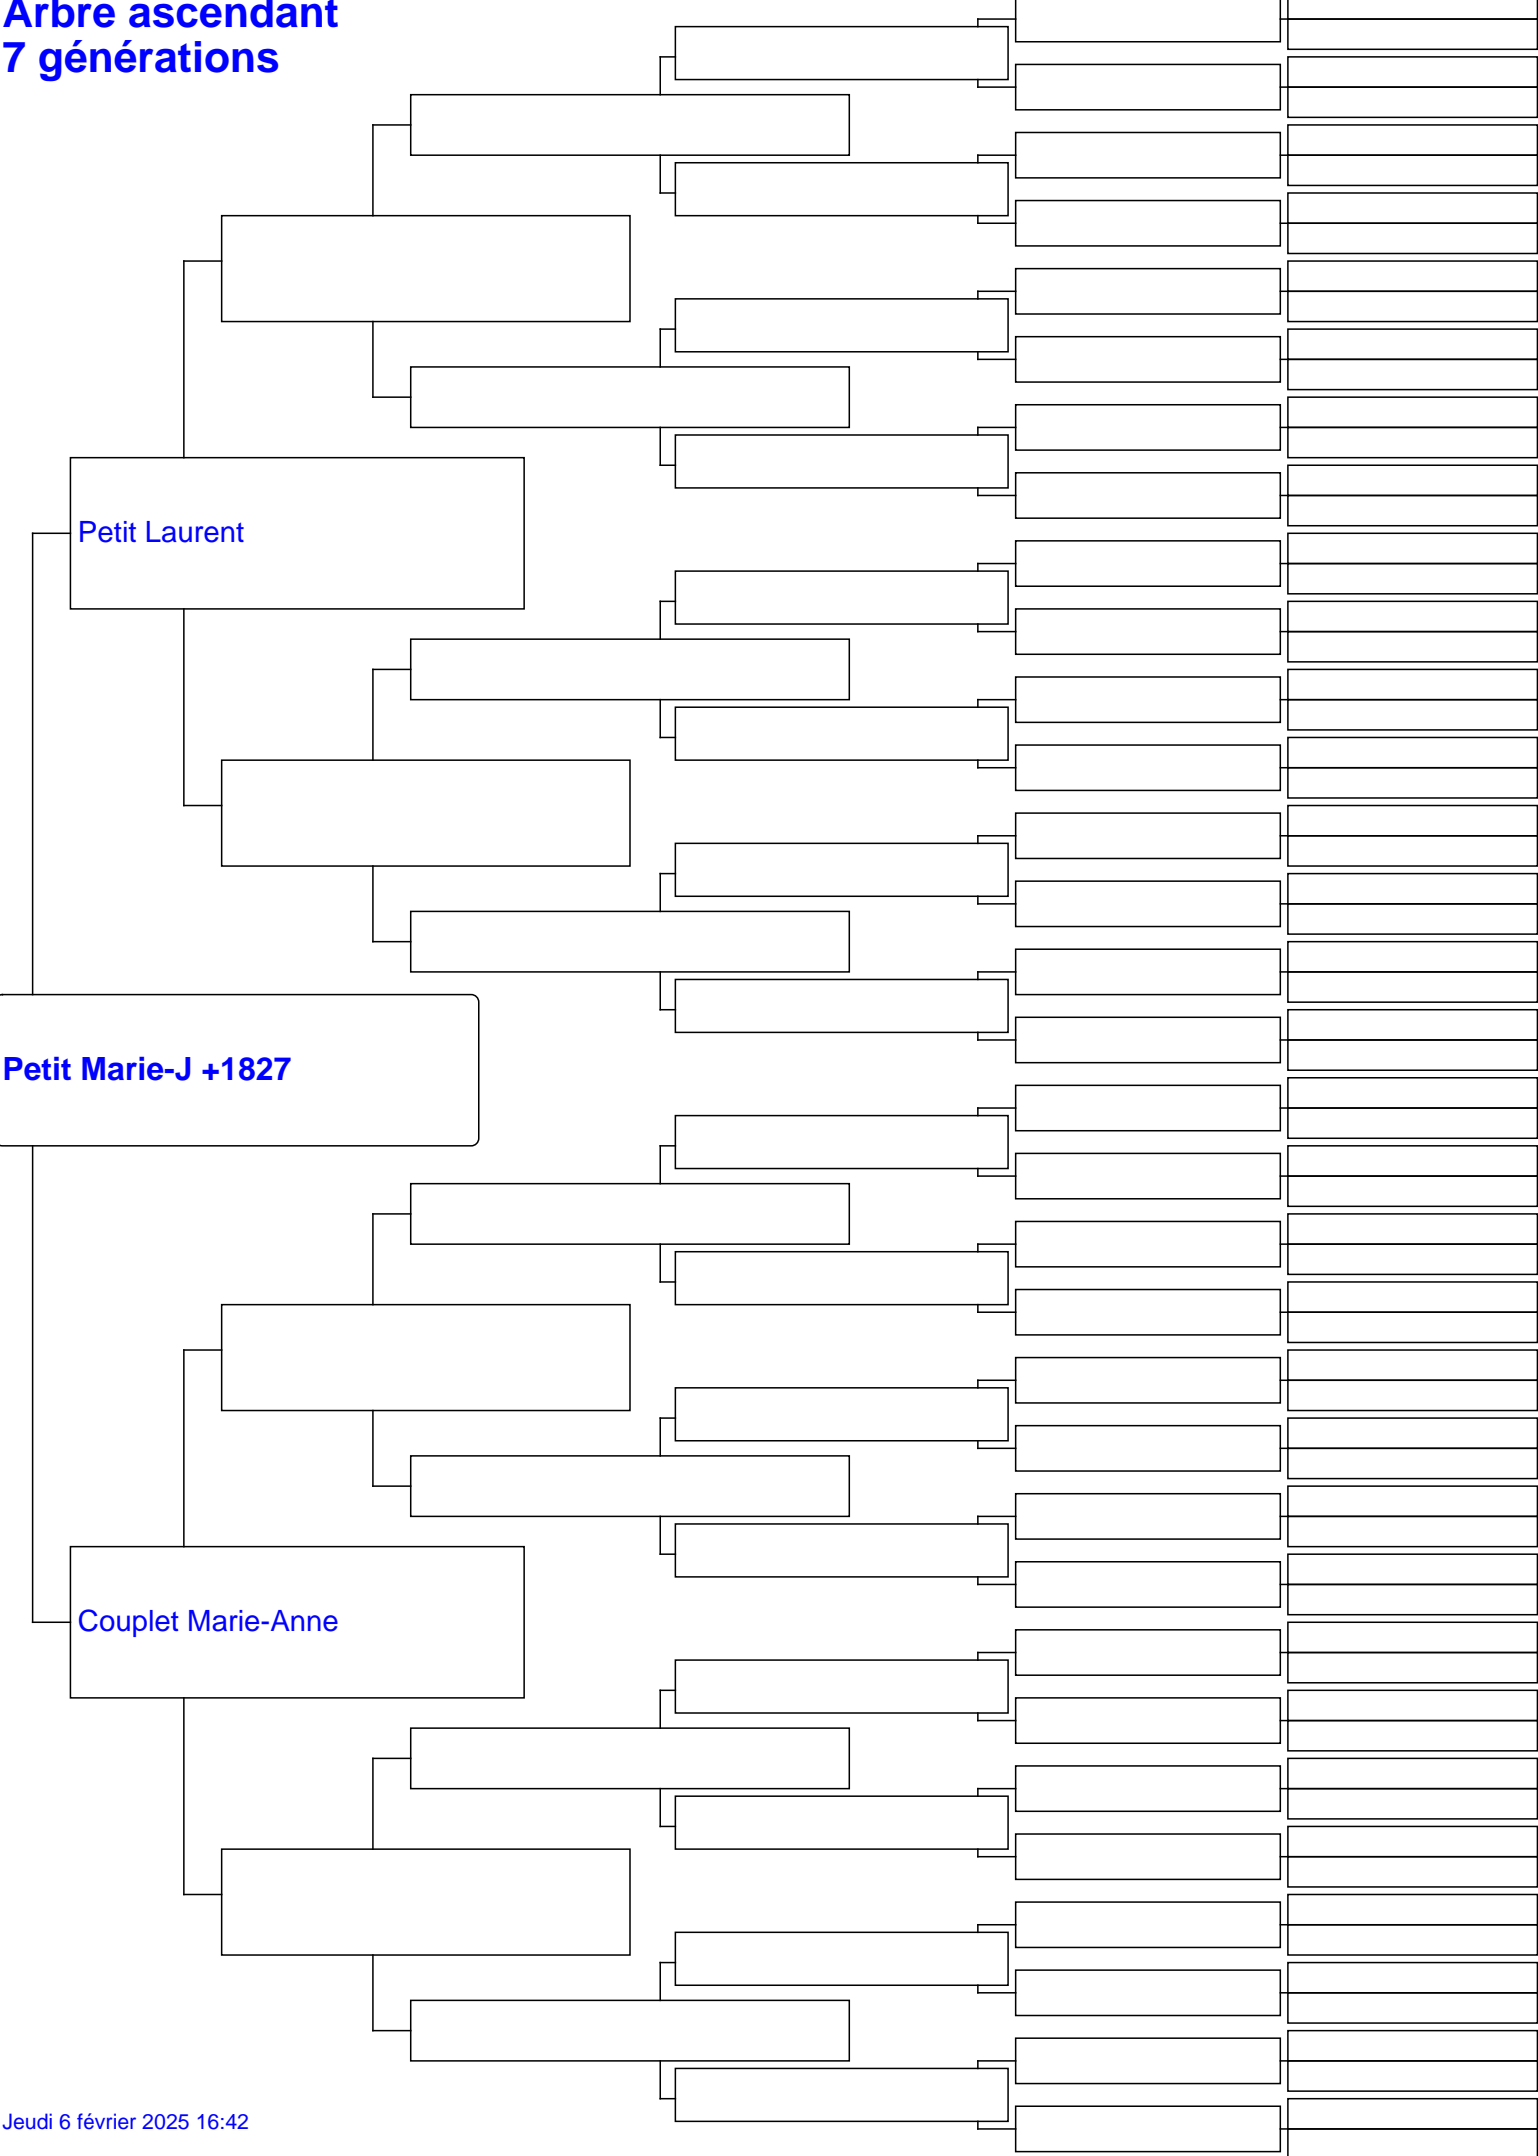 Arbre ascendant
7 générations
Petit Laurent
Petit Marie-J +1827
Couplet Marie-Anne
Jeudi 6 février 2025 16:42